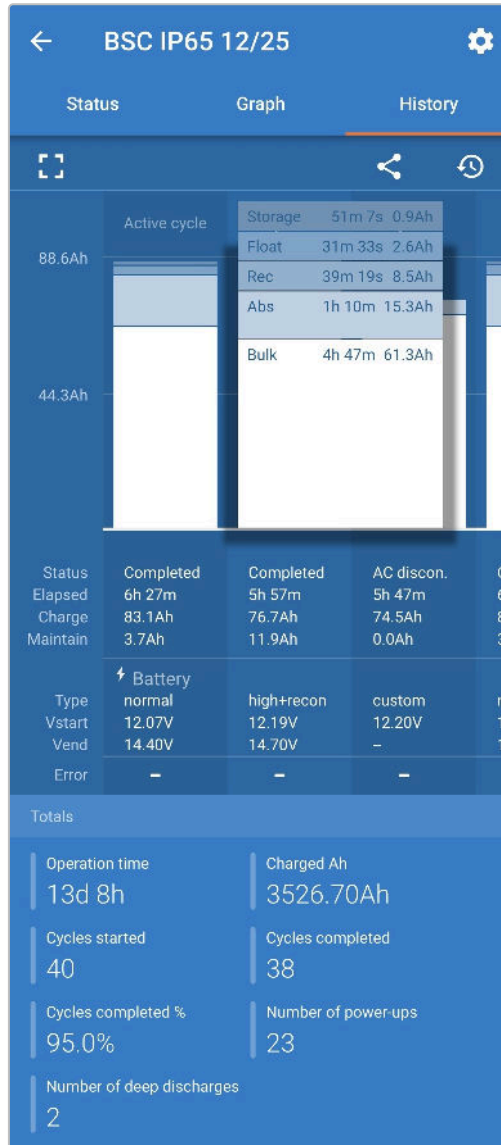 BSC IP65 12/25
Status Graph History
Active cycle
88.6Ah
44.3Ah
Storage 51m 7s 0.9Ah
Float 31m 33s 2.6Ah
Rec 39m 19s 8.5Ah
Abs 1h 10m 15.3Ah
Bulk 4h 47m 61.3Ah
Status Completed Completed AC discon.
Elapsed 6h 27m 5h 57m 5h 47m
Charge 83.1Ah 76.7Ah 74.5Ah
Maintain 3.7Ah 11.9Ah 0.0Ah
Battery
Type normal high+recon custom
Vstart 12.07V 12.19V 12.20V
Vend 14.40V 14.70V –
Error – – –
Totals
Operation time Charged Ah
13d 8h 3526.70Ah
Cycles started Cycles completed
40 38
Cycles completed % Number of power-ups
95.0% 23
Number of deep discharges
2